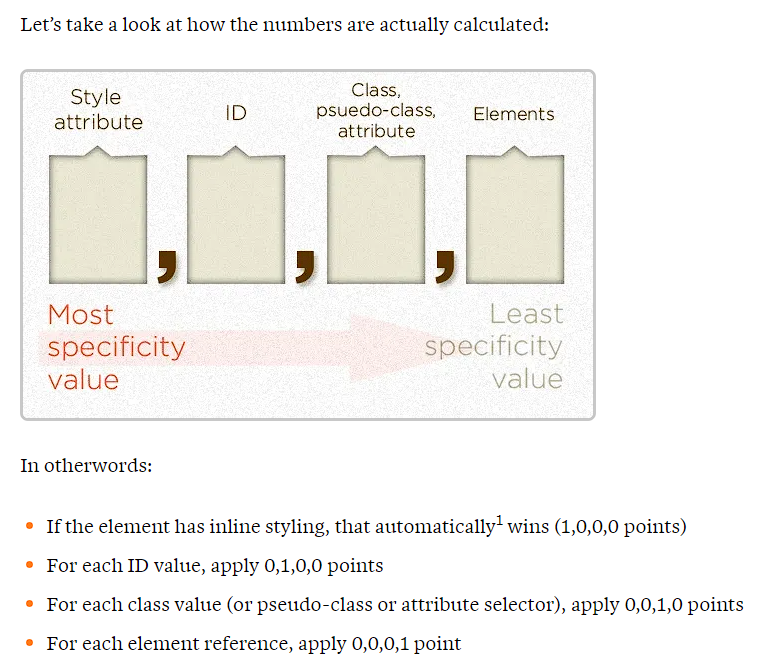 Let’s take a look at how the numbers are actually calculated:
Style
attribute
ID
Class,
psuedo-class,
attribute
Elements
, , ,
Most
specificity
value
Least
specificity
value
In otherwords:
• If the element has inline styling, that automatically¹ wins (1,0,0,0 points)
• For each ID value, apply 0,1,0,0 points
• For each class value (or pseudo-class or attribute selector), apply 0,0,1,0 points
• For each element reference, apply 0,0,0,1 point